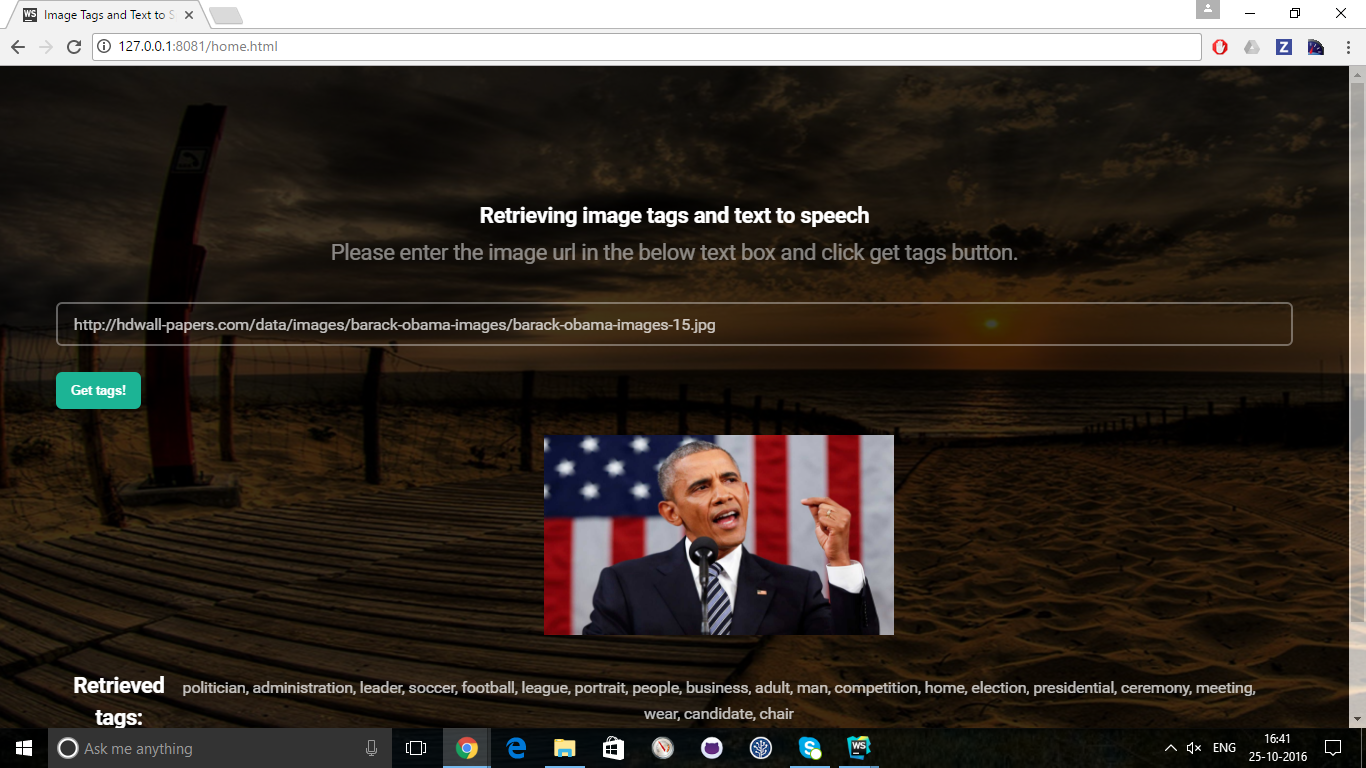 Image Tags and Text to S
127.0.0.1:8081/home.html
Retrieving image tags and text to speech
Please enter the image url in the below text box and click get tags button.
http://hdwall-papers.com/data/images/barack-obama-images/barack-obama-images-15.jpg
Get tags!
Retrieved tags:
politician, administration, leader, soccer, football, league, portrait, people, business, adult, man, competition, home, election, presidential, ceremony, meeting,
wear, candidate, chair
Ask me anything
ENG
16:41
25-10-2016